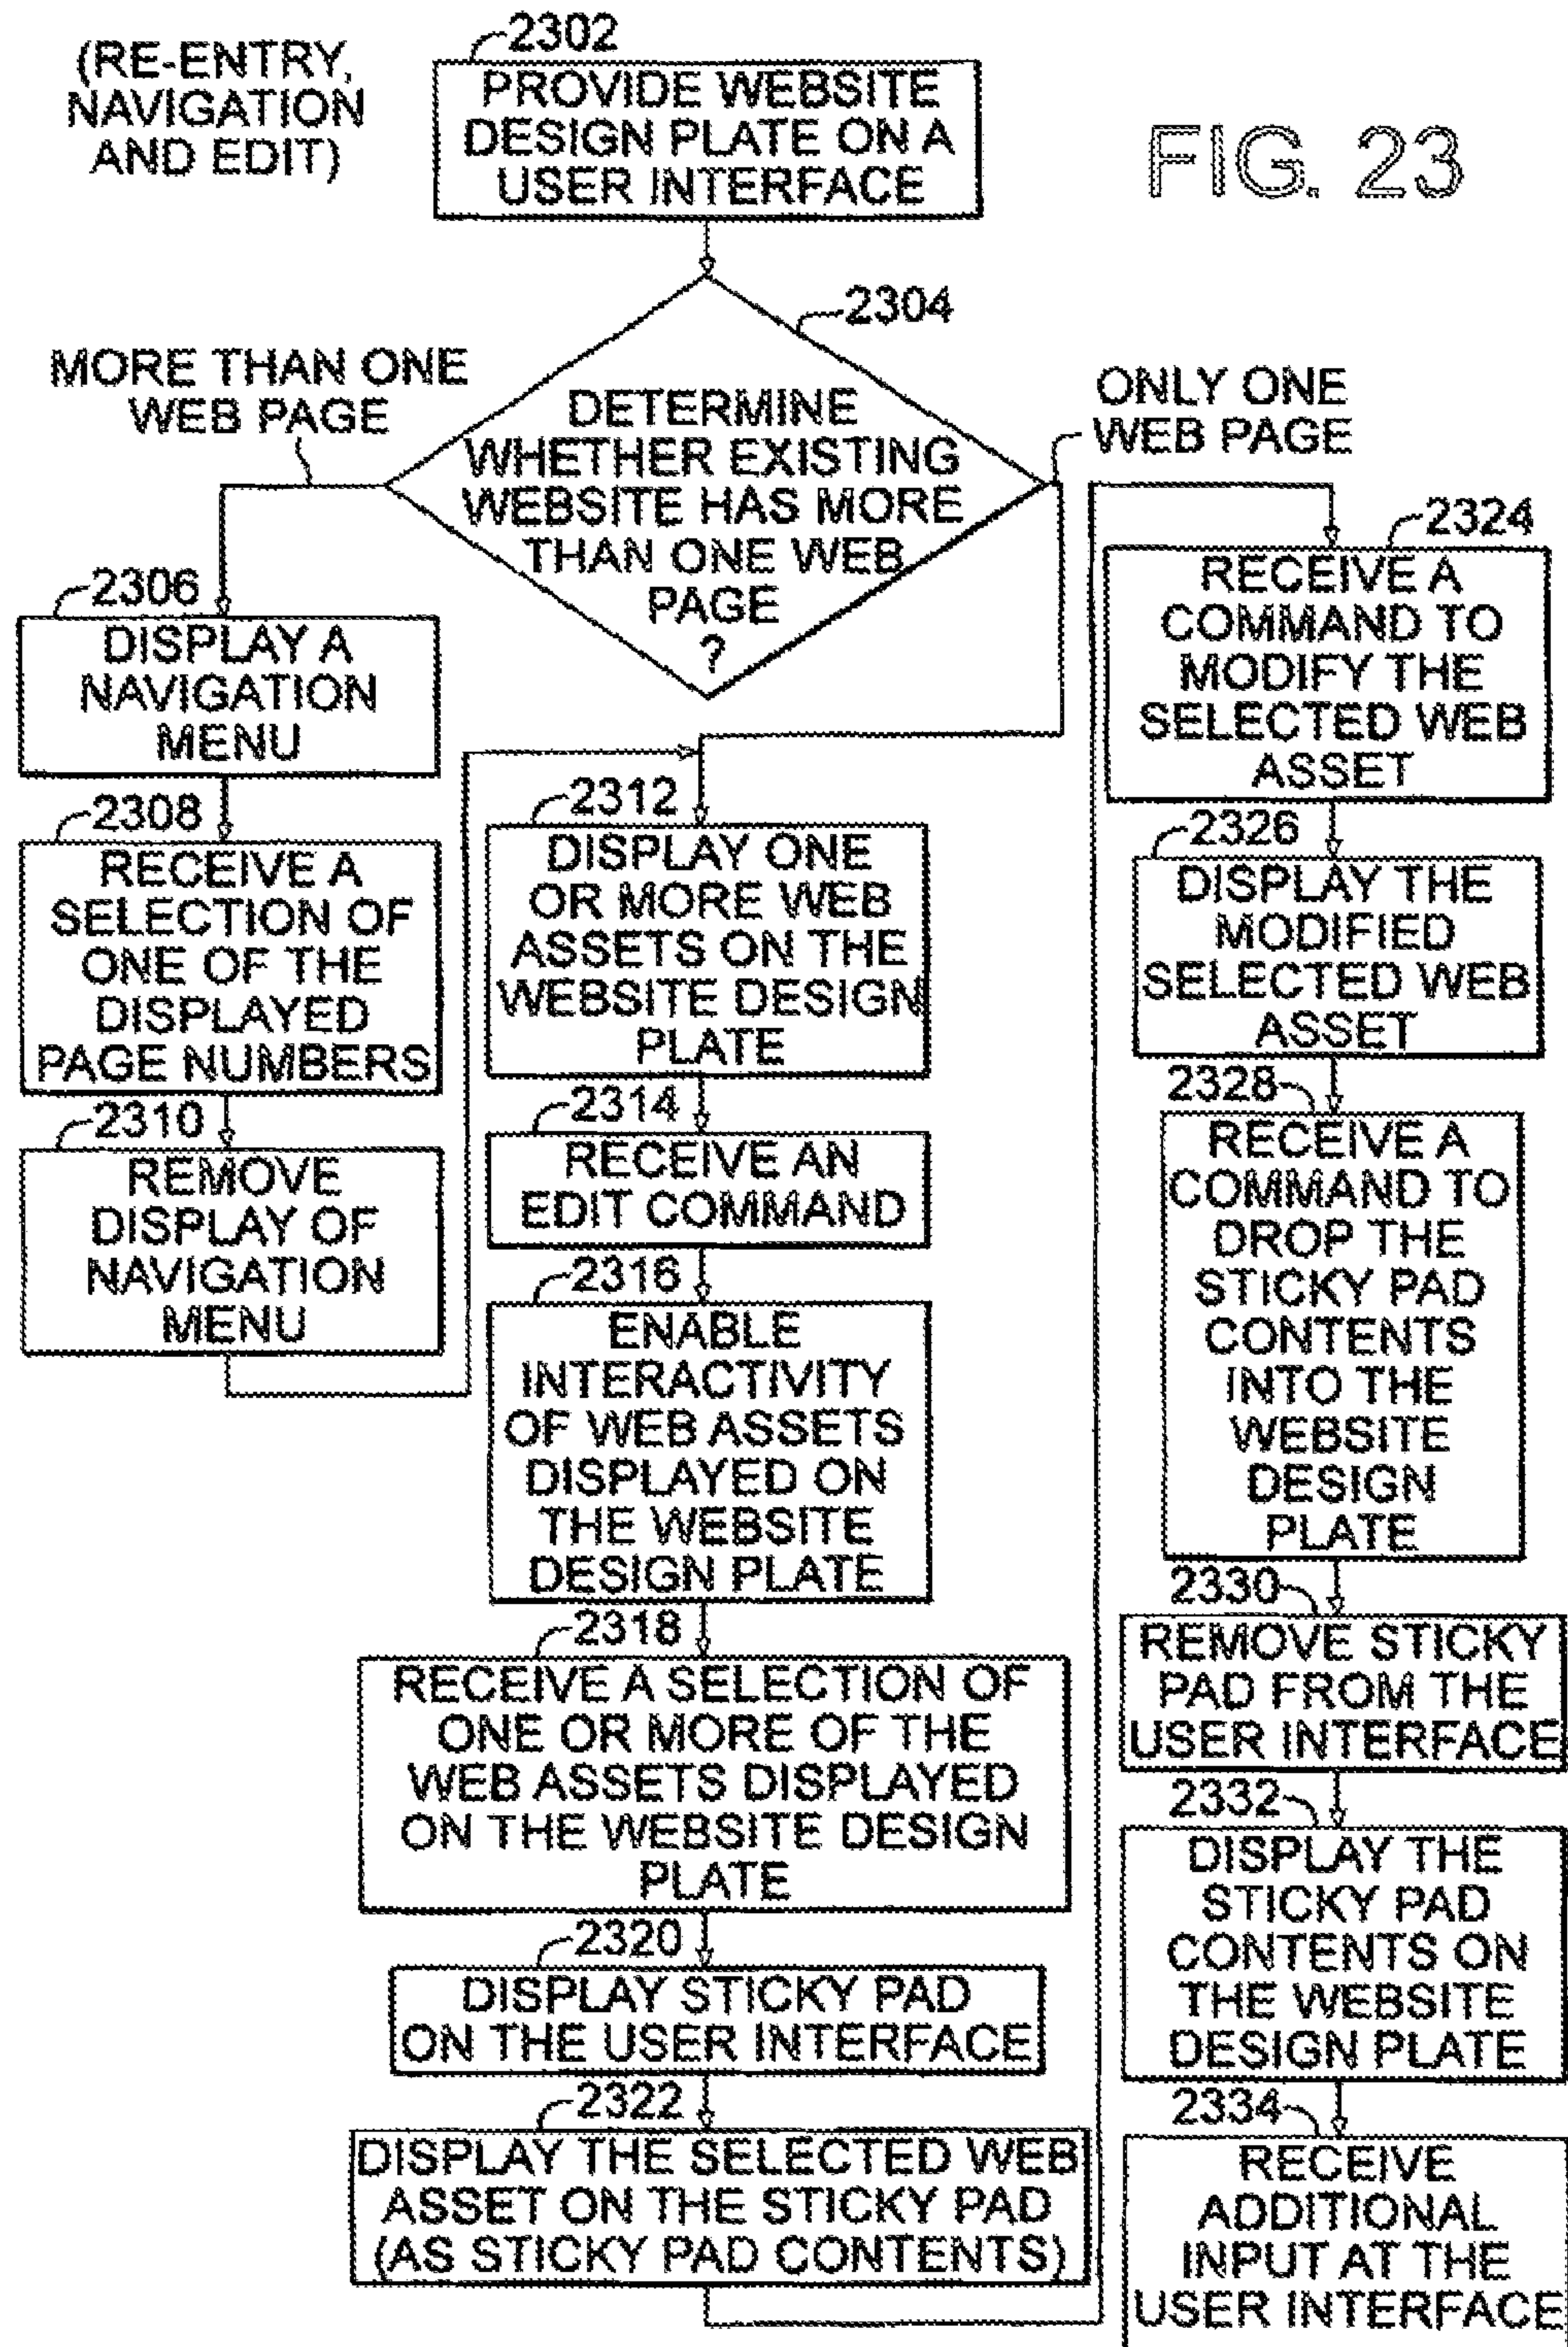 (RE-ENTRY,
NAVIGATION
AND EDIT)
FIG. 23
2302
PROVIDE WEBSITE
DESIGN PLATE ON A
USER INTERFACE
2304
DETERMINE
WHETHER EXISTING
WEBSITE HAS MORE
THAN ONE WEB
PAGE
?
MORE THAN ONE
WEB PAGE
ONLY ONE
WEB PAGE
2306
DISPLAY A
NAVIGATION
MENU
2308
RECEIVE A
SELECTION OF
ONE OF THE
DISPLAYED
PAGE NUMBERS
2310
REMOVE
DISPLAY OF
NAVIGATION
MENU
2312
DISPLAY ONE
OR MORE WEB
ASSETS ON THE
WEBSITE DESIGN
PLATE
2314
RECEIVE AN
EDIT COMMAND
2316
ENABLE
INTERACTIVITY
OF WEB ASSETS
DISPLAYED ON
THE WEBSITE
DESIGN PLATE
2318
RECEIVE A SELECTION OF
ONE OR MORE OF THE
WEB ASSETS DISPLAYED
ON THE WEBSITE DESIGN
PLATE
2320
DISPLAY STICKY PAD
ON THE USER INTERFACE
2322
DISPLAY THE SELECTED WEB
ASSET ON THE STICKY PAD
(AS STICKY PAD CONTENTS)
2324
RECEIVE A
COMMAND TO
MODIFY THE
SELECTED WEB
ASSET
2326
DISPLAY THE
MODIFIED
SELECTED WEB
ASSET
2328
RECEIVE A
COMMAND TO
DROP THE
STICKY PAD
CONTENTS
INTO THE
WEBSITE
DESIGN
PLATE
2330
REMOVE STICKY
PAD FROM THE
USER INTERFACE
2332
DISPLAY THE
STICKY PAD
CONTENTS ON
THE WEBSITE
DESIGN PLATE
2334
RECEIVE
ADDITIONAL
INPUT AT THE
USER INTERFACE